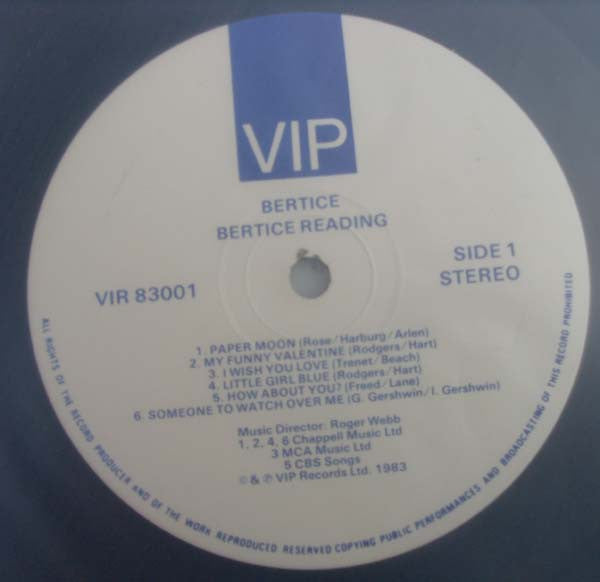 VIP
BERTICE
BERTICE READING
VIR 83001
SIDE 1
STEREO
1. PAPER MOON (Rose/Harburg/Arlen)
2. MY FUNNY VALENTINE (Rodgers/Hart)
3. I WISH YOU LOVE (Trenet/Beach)
4. LITTLE GIRL BLUE (Rodgers/Hart)
5. HOW ABOUT YOU? (Freed/Lane)
6. SOMEONE TO WATCH OVER ME (G. Gershwin/I. Gershwin)
Music Director: Roger Webb
1, 2, 4, 6 Chappell Music Ltd
3 MCA Music Ltd
5 CBS Songs
© & ℗ VIP Records Ltd. 1983
ALL RIGHTS OF THE RECORD PRODUCER AND OF THE WORK REPRODUCED RESERVED COPYING PUBLIC PERFORMANCES AND BROADCASTING OF THIS RECORD PROHIBITED